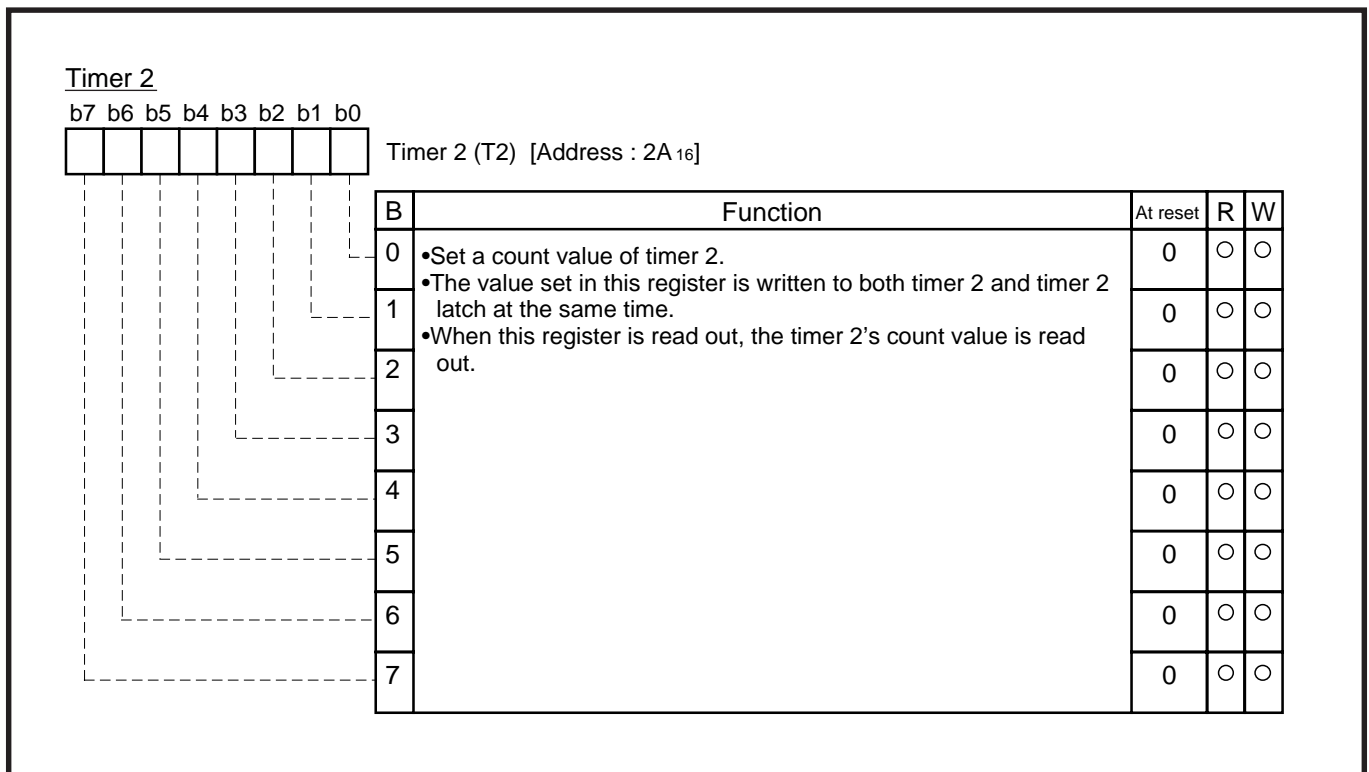 Timer 2
b7 b6 b5 b4 b3 b2 b1 b0
Timer 2 (T2) [Address : 2A16]
B Function At reset R W
0 •Set a count value of timer 2. 0 ○ ○
•The value set in this register is written to both timer 2 and timer 2
1 latch at the same time. 0 ○ ○
•When this register is read out, the timer 2’s count value is read
2 out. 0 ○ ○
3 0 ○ ○
4 0 ○ ○
5 0 ○ ○
6 0 ○ ○
7 0 ○ ○